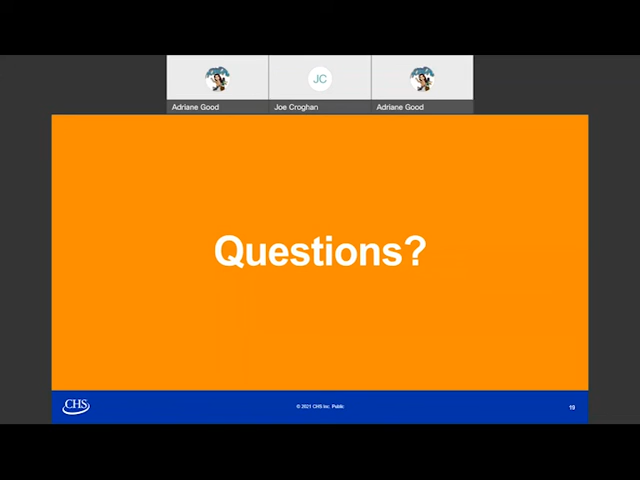 JC
Adriane Good
Joe Croghan
Adriane Good
Questions?
CHS
© 2021 CHS Inc. Public
19